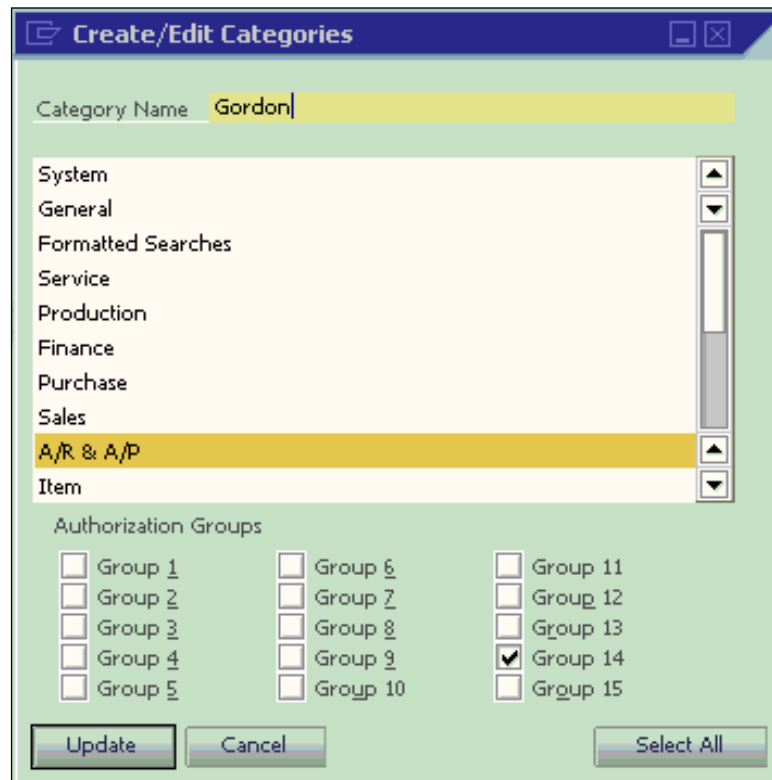 Create/Edit Categories
Category Name Gordon
System
General
Formatted Searches
Service
Production
Finance
Purchase
Sales
A/R & A/P
Item
Authorization Groups
Group 1 Group 6 Group 11
Group 2 Group 7 Group 12
Group 3 Group 8 Group 13
Group 4 Group 9 Group 14
Group 5 Group 10 Group 15
Update Cancel Select All